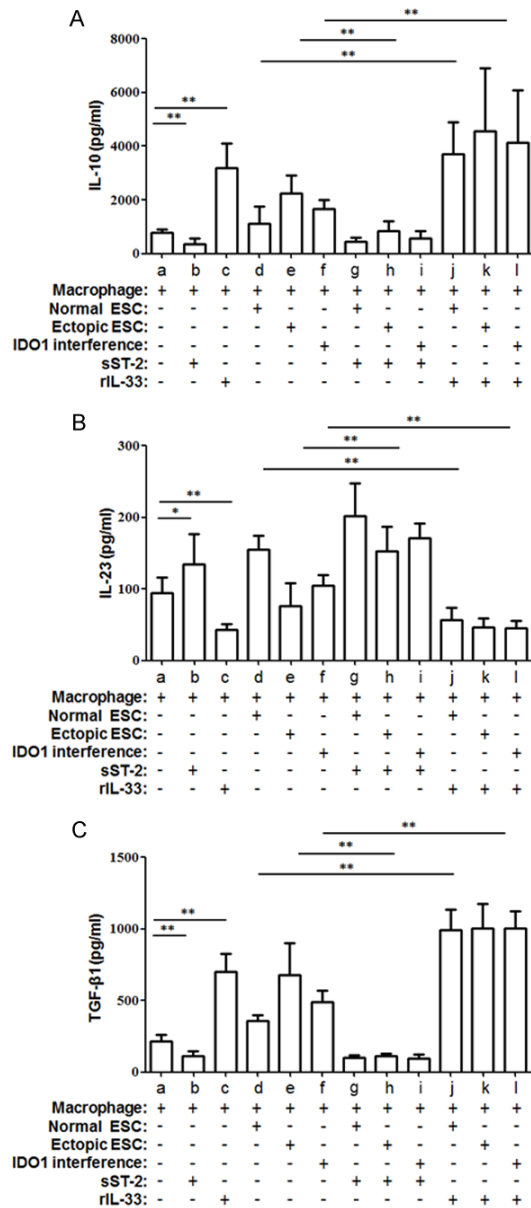 A
IL-10 (pg/ml)
8000
6000
4000
2000
0
** ** ** ** **
a b c d e f g h i j k l
Macrophage: + + + + + + + + + + + +
Normal ESC: - - - + - - + - - + - -
Ectopic ESC: - - - - + - - + - - + -
IDO1 interference: - - - - - + - - + - - +
sST-2: - + - - - - + + + - - -
rIL-33: - - + - - - - - - + + +
B
IL-23 (pg/ml)
300
200
100
0
** ** ** ** *
a b c d e f g h i j k l
Macrophage: + + + + + + + + + + + +
Normal ESC: - - - + - - + - - + - -
Ectopic ESC: - - - - + - - + - - + -
IDO1 interference: - - - - - + - - + - - +
sST-2: - + - - - - + + + - - -
rIL-33: - - + - - - - - - + + +
C
TGF-β1 (pg/ml)
1500
1000
500
0
** ** ** ** **
a b c d e f g h i j k l
Macrophage: + + + + + + + + + + + +
Normal ESC: - - - + - - + - - + - -
Ectopic ESC: - - - - + - - + - - + -
IDO1 interference: - - - - - + - - + - - +
sST-2: - + - - - - + + + - - -
rIL-33: - - + - - - - - - + + +